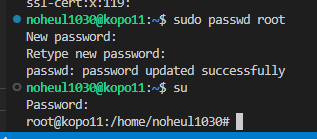 ssl-cert:x:119:
noheul1030@kopo11:~$ sudo passwd root
New password:
Retype new password:
passwd: password updated successfully
noheul1030@kopo11:~$ su
Password:
root@kopo11:/home/noheul1030#